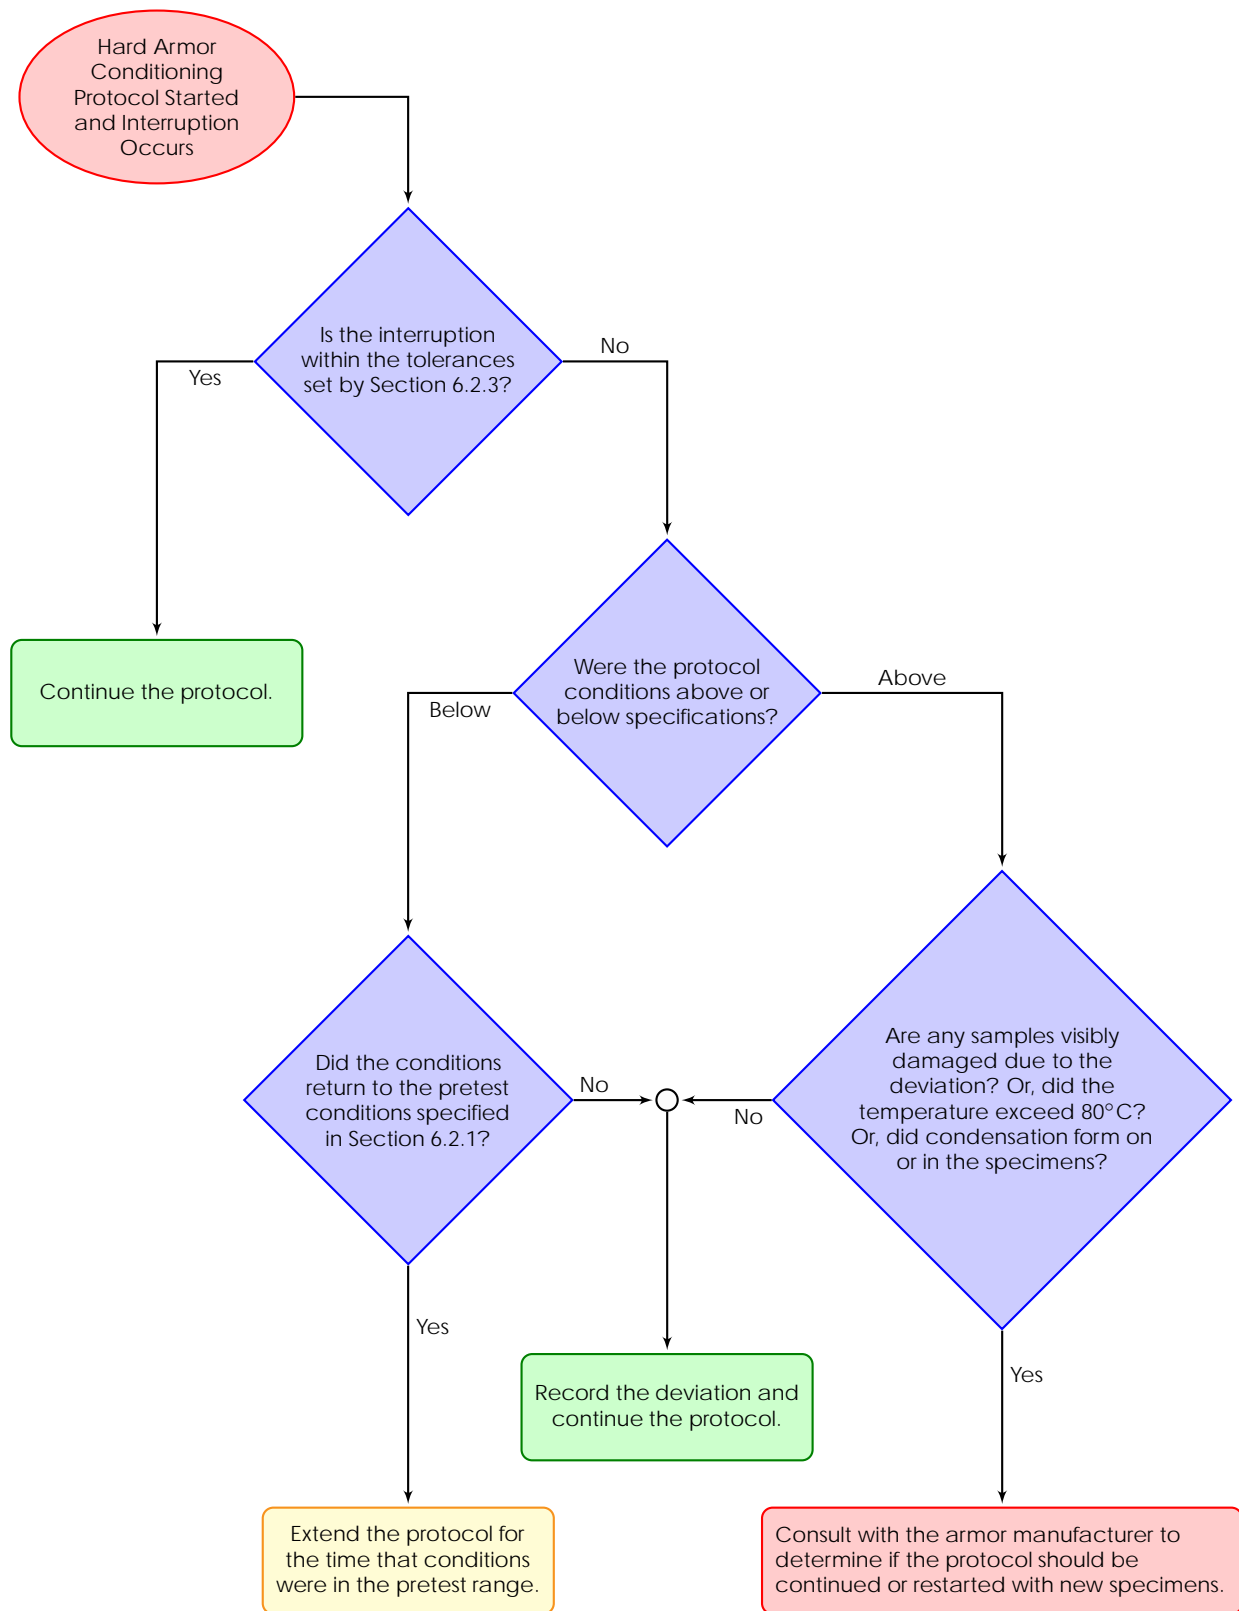 Hard Armor
Conditioning
Protocol Started
and Interruption
Occurs
Is the interruption
within the tolerances
set by Section 6.2.3?
Yes
No
Continue the protocol.
Were the protocol
conditions above or
below specifications?
Below
Above
Did the conditions
return to the pretest
conditions specified
in Section 6.2.1?
No
No
Are any samples visibly
damaged due to the
deviation? Or, did the
temperature exceed 80°C?
Or, did condensation form on
or in the specimens?
Yes
Yes
Record the deviation and
continue the protocol.
Extend the protocol for
the time that conditions
were in the pretest range.
Consult with the armor manufacturer to
determine if the protocol should be
continued or restarted with new specimens.